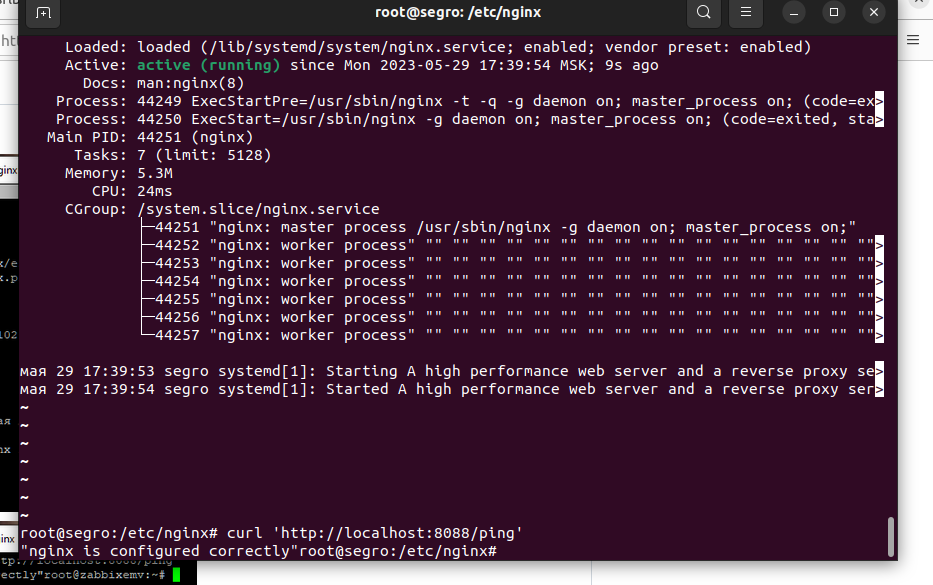 root@segro: /etc/nginx
Loaded: loaded (/lib/systemd/system/nginx.service; enabled; vendor preset: enabled)
Active: active (running) since Mon 2023-05-29 17:39:54 MSK; 9s ago
Docs: man:nginx(8)
Process: 44249 ExecStartPre=/usr/sbin/nginx -t -q -g daemon on; master_process on; (code=ex>
Process: 44250 ExecStart=/usr/sbin/nginx -g daemon on; master_process on; (code=exited, sta>
Main PID: 44251 (nginx)
Tasks: 7 (limit: 5128)
Memory: 5.3M
CPU: 24ms
CGroup: /system.slice/nginx.service
├─44251 "nginx: master process /usr/sbin/nginx -g daemon on; master_process on;"
├─44252 "nginx: worker process" "" "" "" "" "" "" "" "" "" "" "" "" "" "" "" "" "">
├─44253 "nginx: worker process" "" "" "" "" "" "" "" "" "" "" "" "" "" "" "" "" "">
├─44254 "nginx: worker process" "" "" "" "" "" "" "" "" "" "" "" "" "" "" "" "" "">
├─44255 "nginx: worker process" "" "" "" "" "" "" "" "" "" "" "" "" "" "" "" "" "">
├─44256 "nginx: worker process" "" "" "" "" "" "" "" "" "" "" "" "" "" "" "" "" "">
└─44257 "nginx: worker process" "" "" "" "" "" "" "" "" "" "" "" "" "" "" "" "" "">
мая 29 17:39:53 segro systemd[1]: Starting A high performance web server and a reverse proxy se>
мая 29 17:39:54 segro systemd[1]: Started A high performance web server and a reverse proxy ser>
~
~
~
~
~
~
~
root@segro:/etc/nginx# curl 'http://localhost:8088/ping'
"nginx is configured correctly"root@segro:/etc/nginx#
ectly"root@zabbixemv:~#